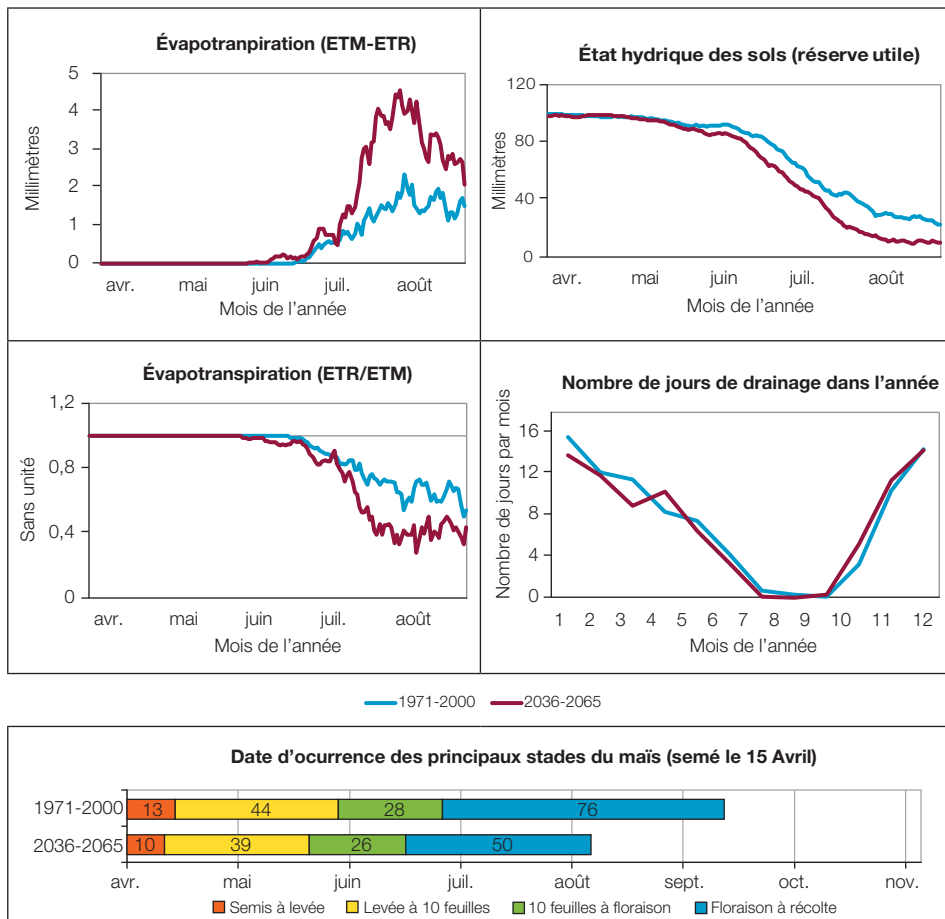 Évapotranpiration (ETM-ETR)
Millimètres
5
4
3
2
1
0
avr. mai juin juil. août
Mois de l'année
État hydrique des sols (réserve utile)
Millimètres
120
80
40
0
avr. mai juin juil. août
Mois de l'année
Évapotranspiration (ETR/ETM)
Sans unité
1,2
0,8
0,4
0
avr. mai juin juil. août
Mois de l'année
Nombre de jours de drainage dans l'année
Nombre de jours par mois
16
12
8
4
0
1 2 3 4 5 6 7 8 9 10 11 12
Mois de l'année
1971-2000 2036-2065
Date d'ocurrence des principaux stades du maïs (semé le 15 Avril)
1971-2000 13 44 28 76
2036-2065 10 39 26 50
avr. mai juin juil. août sept. oct. nov.
Semis à levée Levée à 10 feuilles 10 feuilles à floraison Floraison à récolte